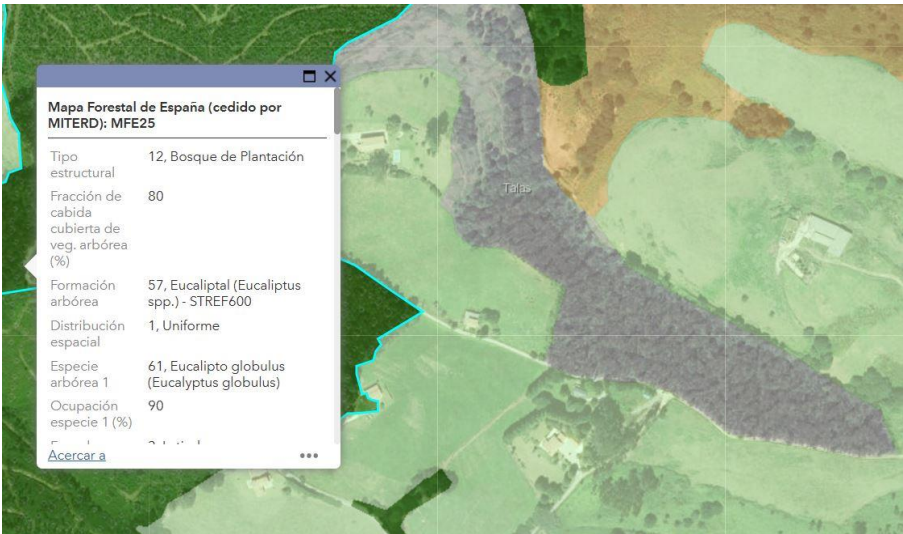 Mapa Forestal de España (cedido por
MITERD): MFE25
Tipo
estructural
12, Bosque de Plantación
Fracción de
cabida
cubierta de
veg. arbórea
(%)
80
Formación
arbórea
57, Eucaliptal (Eucaliptus
spp.) - STREF600
Distribución
espacial
1, Uniforme
Especie
arbórea 1
61, Eucalipto globulus
(Eucalyptus globulus)
Ocupación
especie 1 (%)
90
Acercar a
Talas